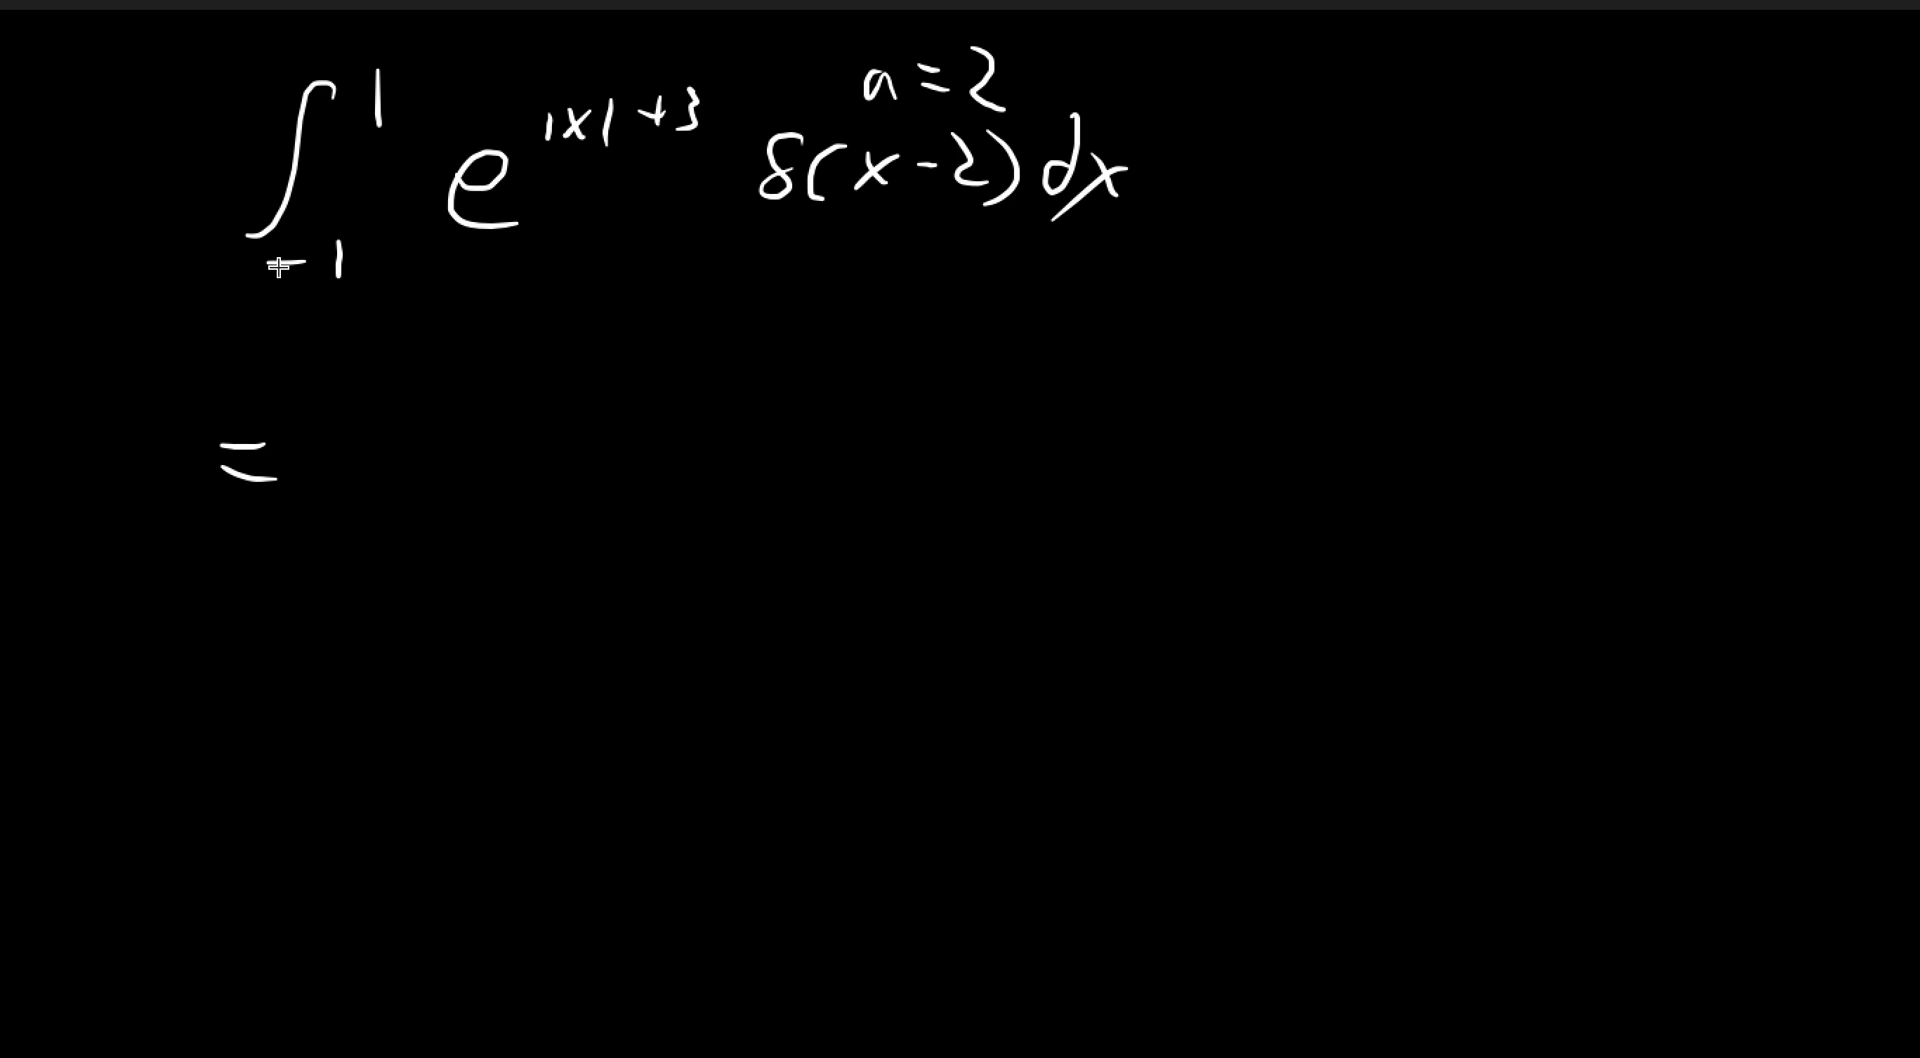 a = 2
∫_{-1}^{1} e^{|x|+3} δ(x-2)dx
=